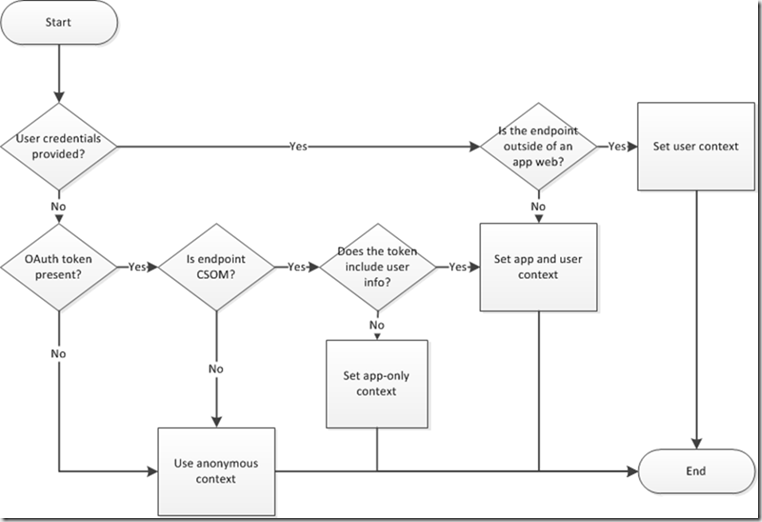 Start
User credentials
provided?
Yes
Is the endpoint
outside of an
app web?
Yes
Set user context
No
No
OAuth token
present?
Yes
Is endpoint
CSOM?
Yes
Does the token
include user
info?
Yes
Set app and user
context
No
No
No
Set app-only
context
Use anonymous
context
End